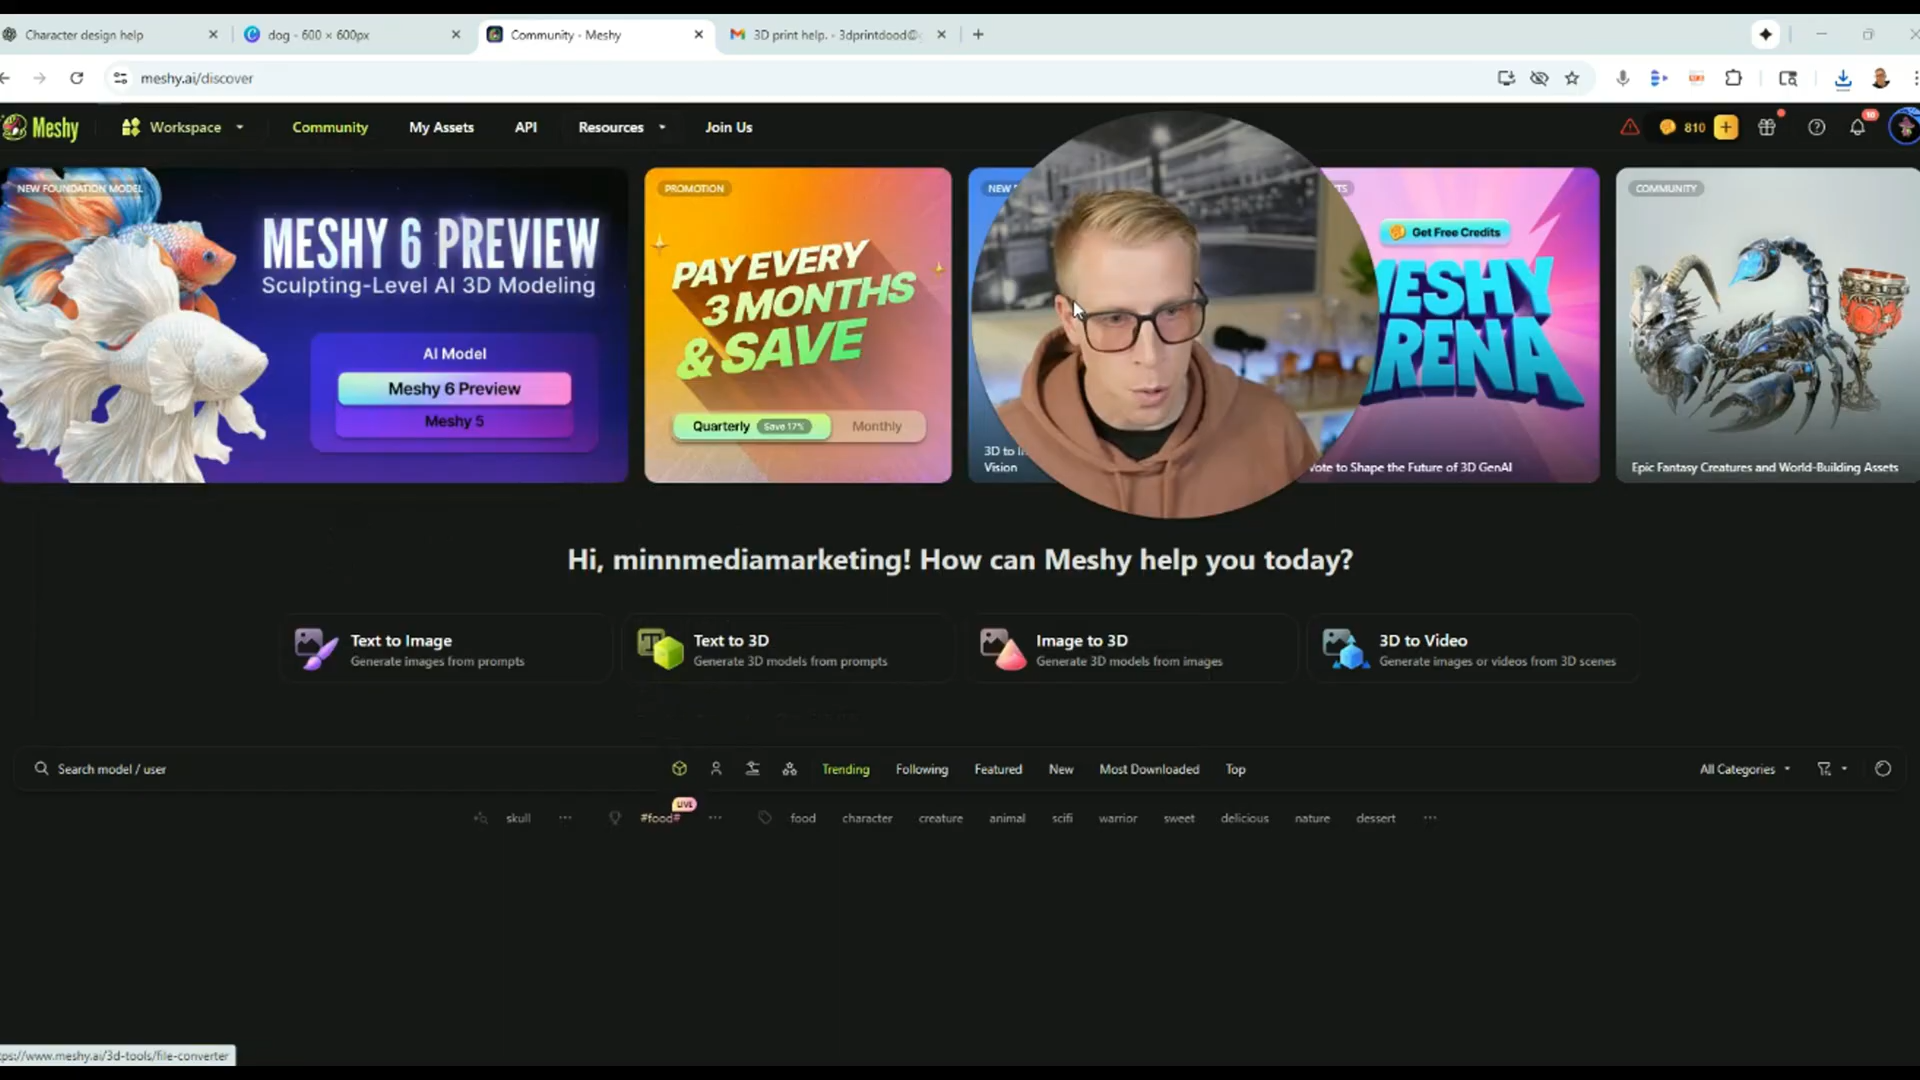 Character design help
dog - 600 × 600px
Community - Meshy
3D print help. - 3dprintdood@
meshy.ai/discover
Meshy
Workspace
Community
My Assets
API
Resources
Join Us
810
10
NEW FOUNDATION MODEL
MESHY 6 PREVIEW
Sculpting-Level AI 3D Modeling
AI Model
Meshy 6 Preview
Meshy 5
PROMOTION
PAY EVERY
3 MONTHS
& SAVE
Quarterly
Save 17%
Monthly
NEW
3D to
Vision
Get Free Credits
MESHY
ARENA
Vote to Shape the Future of 3D GenAI
COMMUNITY
Epic Fantasy Creatures and World-Building Assets
Hi, minnmediamarketing! How can Meshy help you today?
Text to Image
Generate images from prompts
Text to 3D
Generate 3D models from prompts
Image to 3D
Generate 3D models from images
3D to Video
Generate images or videos from 3D scenes
Search model / user
Trending
Following
Featured
New
Most Downloaded
Top
All Categories
LIVE
skull
#food#
food
character
creature
animal
scifi
warrior
sweet
delicious
nature
dessert
tps://www.meshy.ai/3d-tools/file-converter